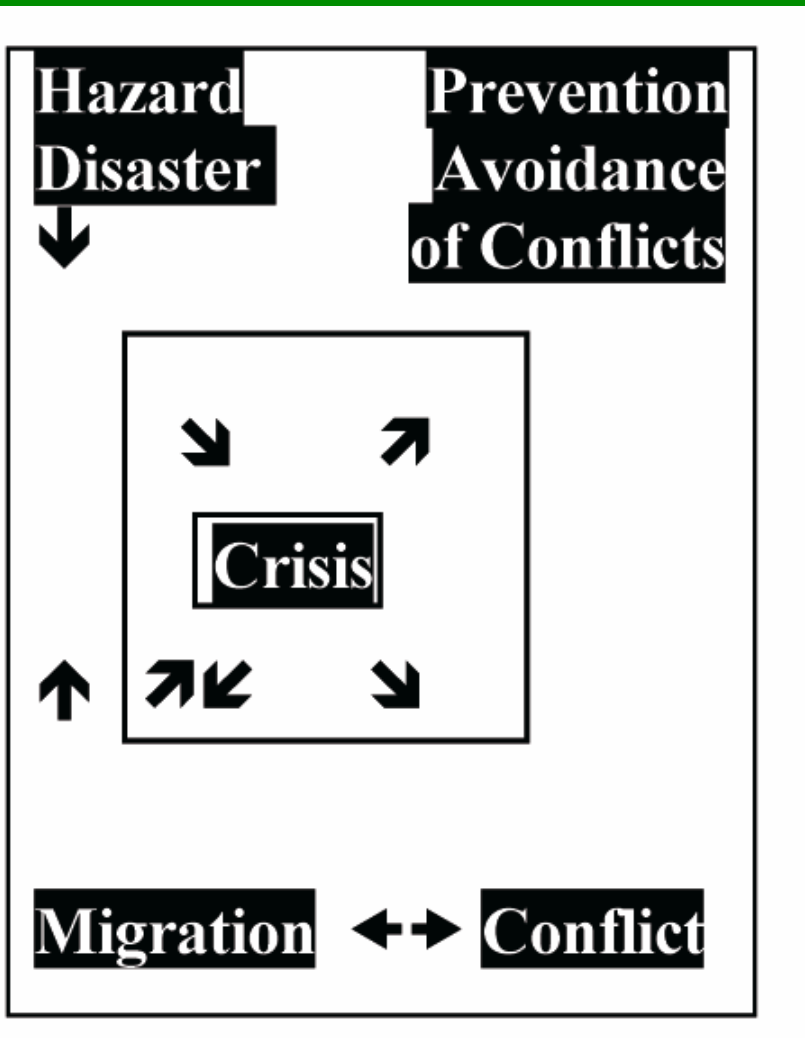 Hazard
Disaster
Prevention
Avoidance
of Conflicts
Crisis
Migration
Conflict